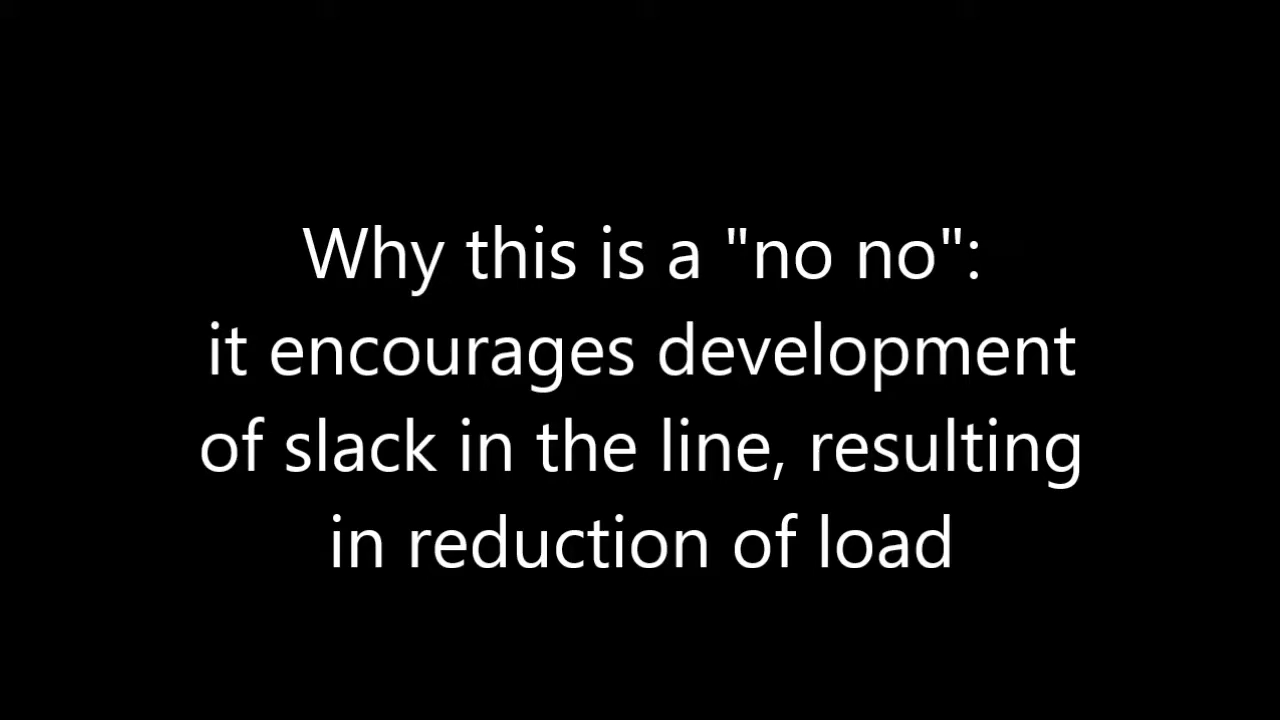 Why this is a "no no":
it encourages development
of slack in the line, resulting
in reduction of load